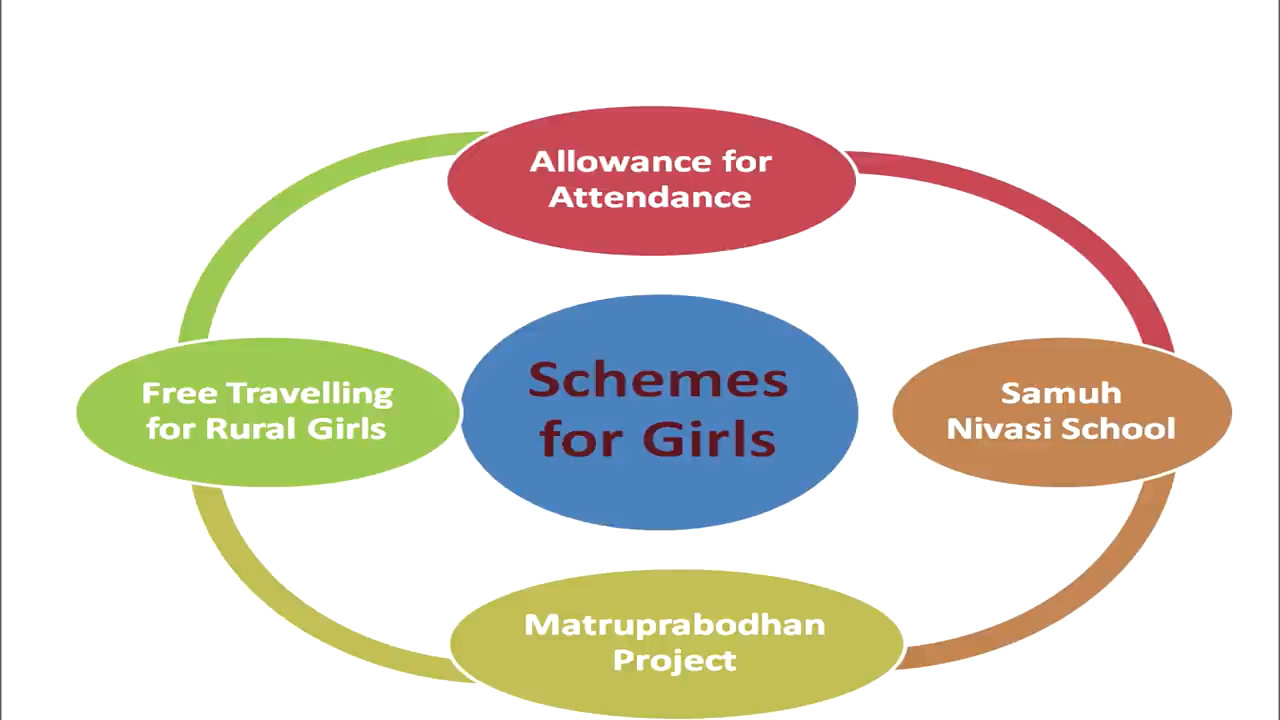 Allowance for
Attendance
Free Travelling
for Rural Girls
Schemes
for Girls
Samuh
Nivasi School
Matruprabodhan
Project